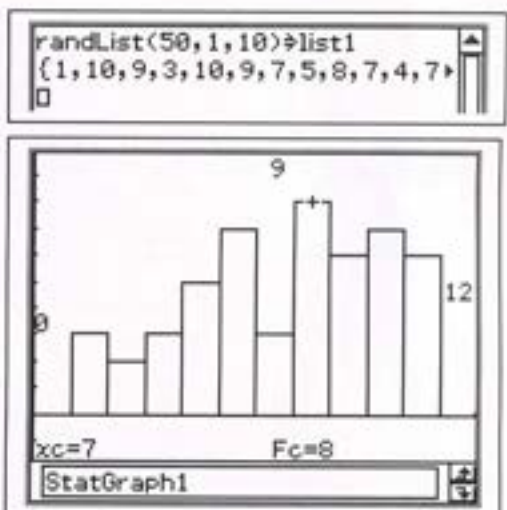 randList(50,1,10)⇒list1
{1,10,9,3,10,9,7,5,8,7,4,7▶
9
12
0
xc=7 Fc=8
StatGraph1